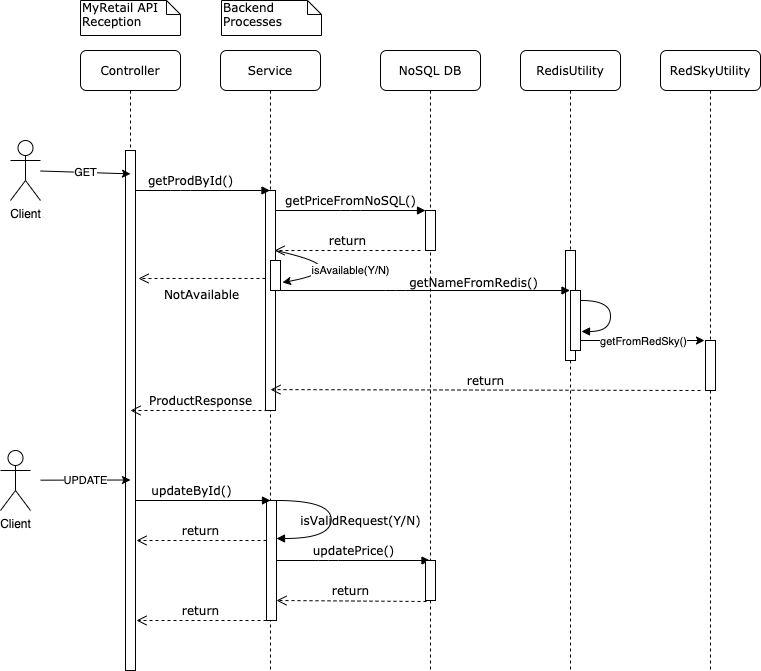 MyRetail API
Reception
Backend
Processes
Controller
Service
NoSQL DB
RedisUtility
RedSkyUtility
GET
getProdById()
getPriceFromNoSQL()
Client
return
isAvailable(Y/N)
getNameFromRedis()
NotAvailable
getFromRedSky()
return
ProductResponse
UPDATE
updateById()
Client
isValidRequest(Y/N)
return
updatePrice()
return
return